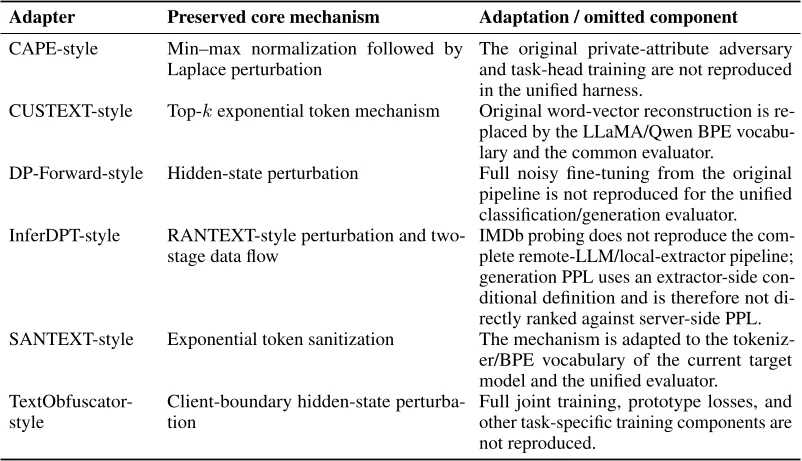 Adapter Preserved core mechanism Adaptation / omitted component
CAPE-style Min–max normalization followed by The original private-attribute adversary
Laplace perturbation and task-head training are not reproduced
in the unified harness.
CUSTEXT-style Top-k exponential token mechanism Original word-vector reconstruction is re-
placed by the LLaMA/Qwen BPE vocabu-
lary and the common evaluator.
DP-Forward-style Hidden-state perturbation Full noisy fine-tuning from the original
pipeline is not reproduced for the unified
classification/generation evaluator.
InferDPT-style RANTEXT-style perturbation and two- IMDb probing does not reproduce the com-
stage data flow plete remote-LLM/local-extractor pipeline;
generation PPL uses an extractor-side con-
ditional definition and is therefore not di-
rectly ranked against server-side PPL.
SANTEXT-style Exponential token sanitization The mechanism is adapted to the tokeniz-
er/BPE vocabulary of the current target
model and the unified evaluator.
TextObfuscator- Client-boundary hidden-state perturba- Full joint training, prototype losses, and
style tion other task-specific training components are
not reproduced.